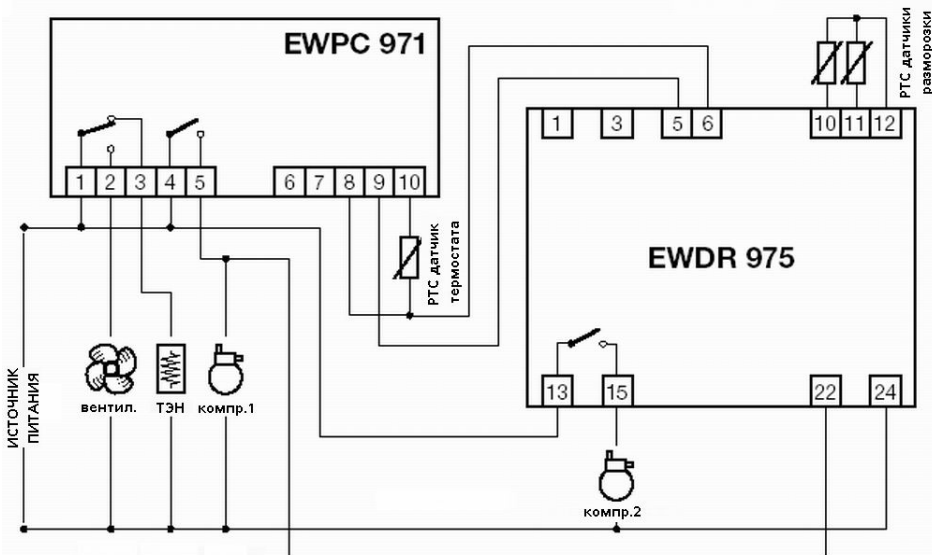 EWPC 971
РТС датчики
разморозки
1 3 5 6 10 11 12
1 2 3 4 5 6 7 8 9 10
РТС датчик
термостата
EWDR 975
ИСТОЧНИК
ПИТАНИЯ
вентил. ТЭН компр.1
13 15 22 24
компр.2